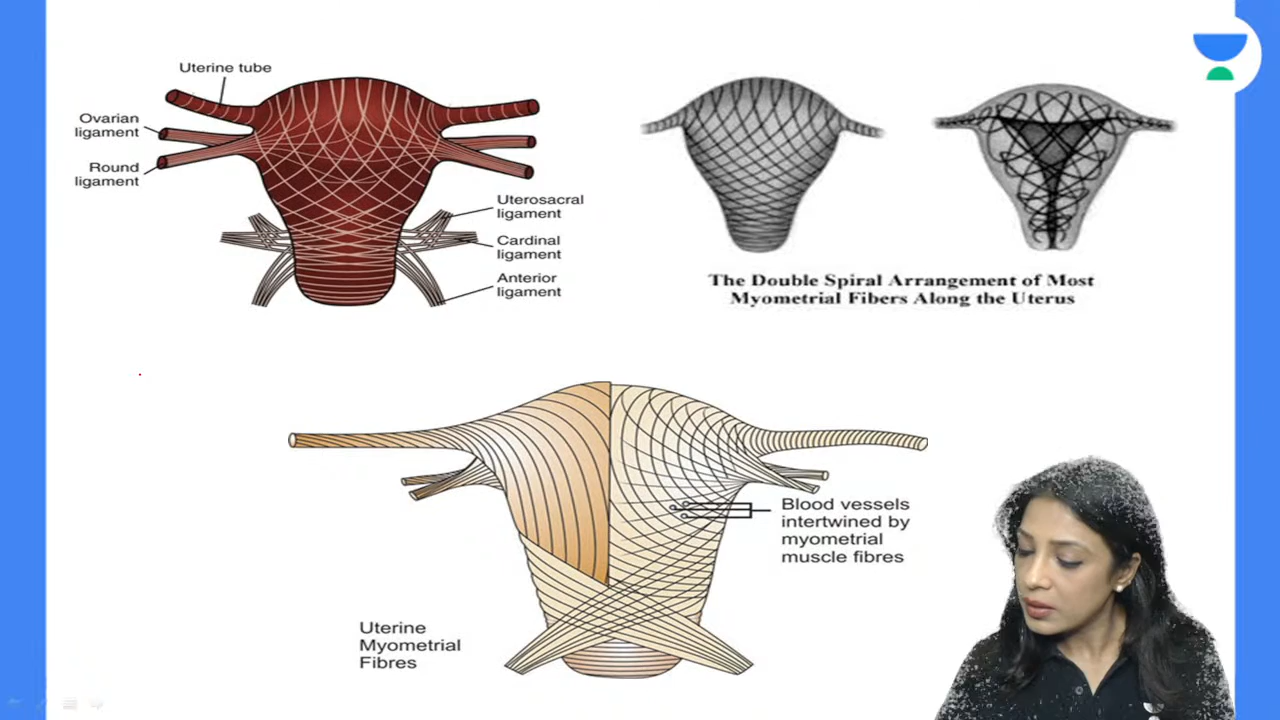 Uterine tube
Ovarian
ligament
Round
ligament
Uterosacral
ligament
Cardinal
ligament
Anterior
ligament
The Double Spiral Arrangement of Most
Myometrial Fibers Along the Uterus
Blood vessels
intertwined by
myometrial
muscle fibres
Uterine
Myometrial
Fibres